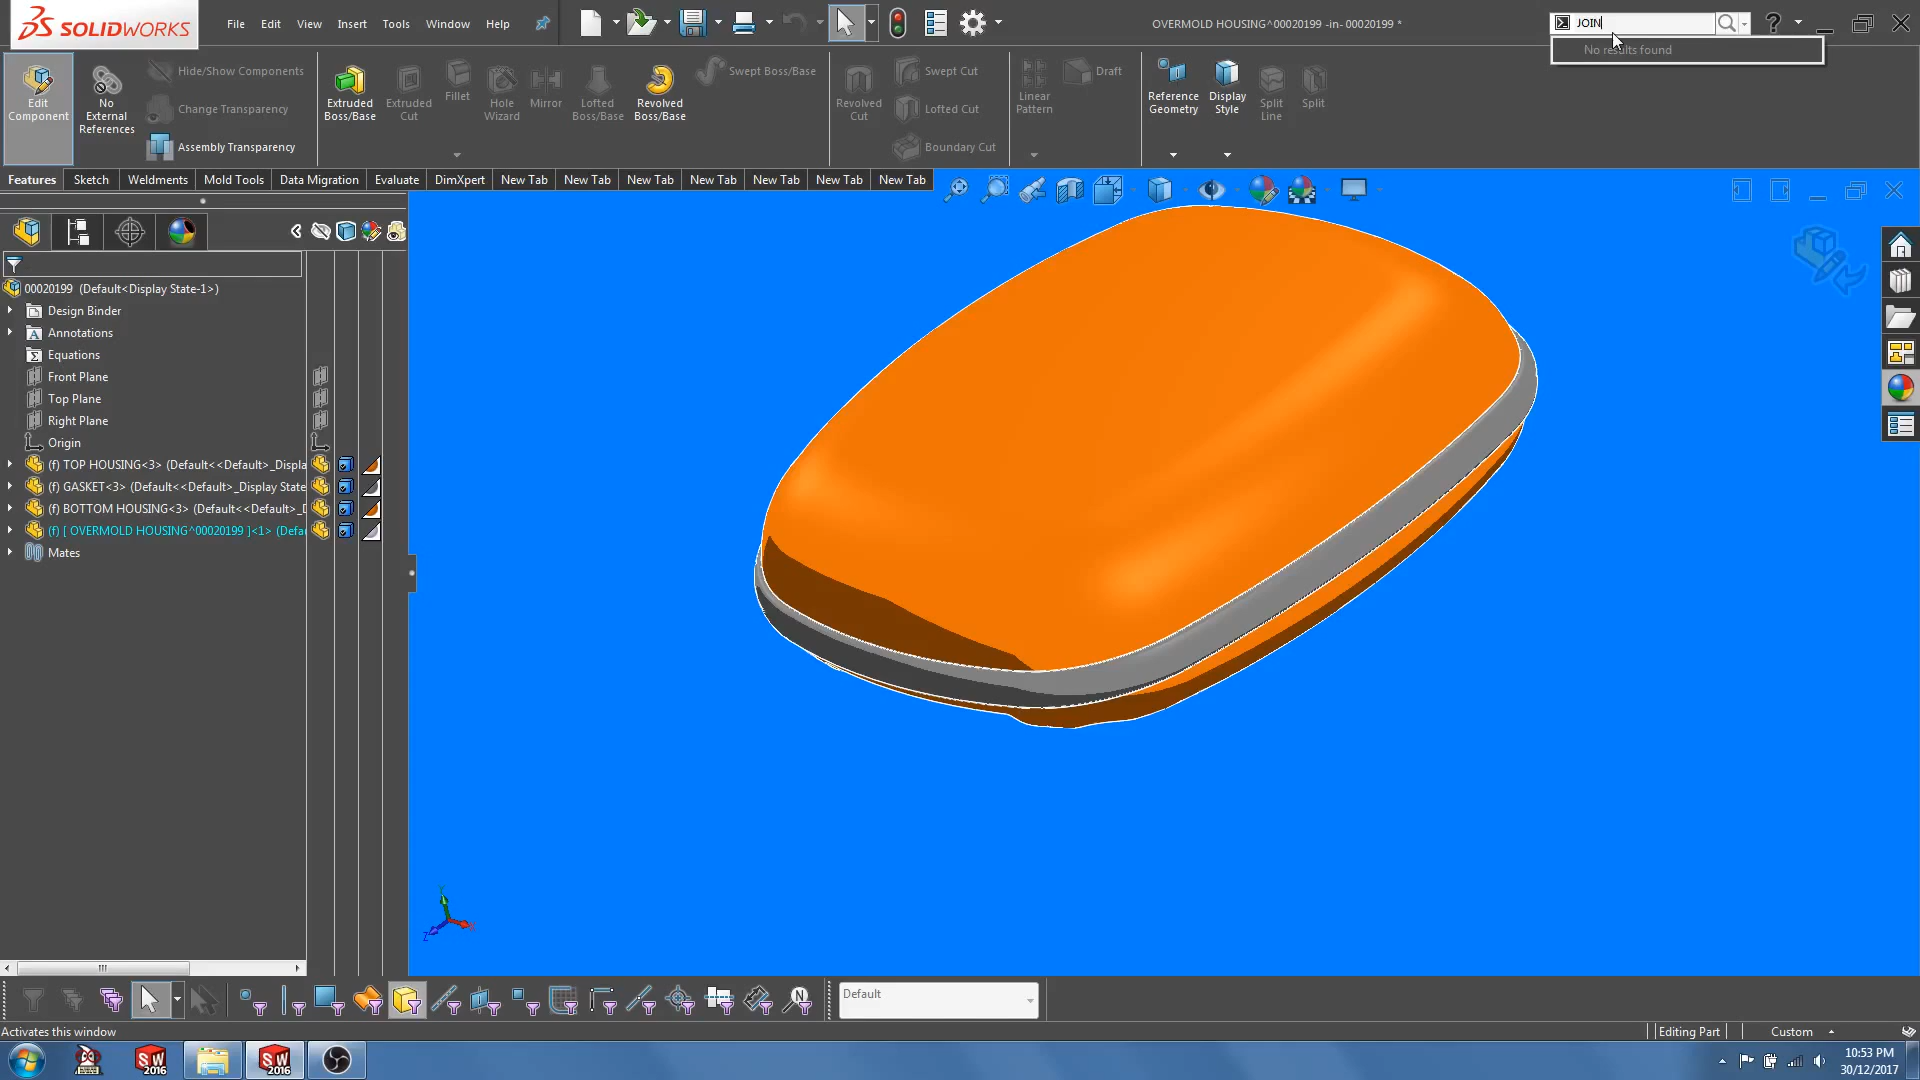 SOLIDWORKS
File Edit View Insert Tools Window Help
OVERMOLD HOUSING^00020199 -in- 00020199 *
JOIN
No results found
Edit Component
No External References
Hide/Show Components
Change Transparency
Assembly Transparency
Extruded Boss/Base
Extruded Cut
Fillet
Hole Wizard
Mirror
Lofted Boss/Base
Revolved Boss/Base
Swept Boss/Base
Revolved Cut
Swept Cut
Lofted Cut
Boundary Cut
Linear Pattern
Draft
Reference Geometry
Display Style
Split Line
Split
Features Sketch Weldments Mold Tools Data Migration Evaluate DimXpert New Tab New Tab New Tab New Tab New Tab New Tab New Tab
00020199 (Default<Display State-1>)
Design Binder
Annotations
Equations
Front Plane
Top Plane
Right Plane
Origin
(f) TOP HOUSING<3> (Default<<Default>_Displa
(f) GASKET<3> (Default<<Default>_Display State
(f) BOTTOM HOUSING<3> (Default<<Default>_D
(f) [ OVERMOLD HOUSING^00020199 ]<1> (Defau
Mates
Y
X
Z
Default
Activates this window
Editing Part
Custom
SW 2016
SW 2016
10:53 PM
30/12/2017